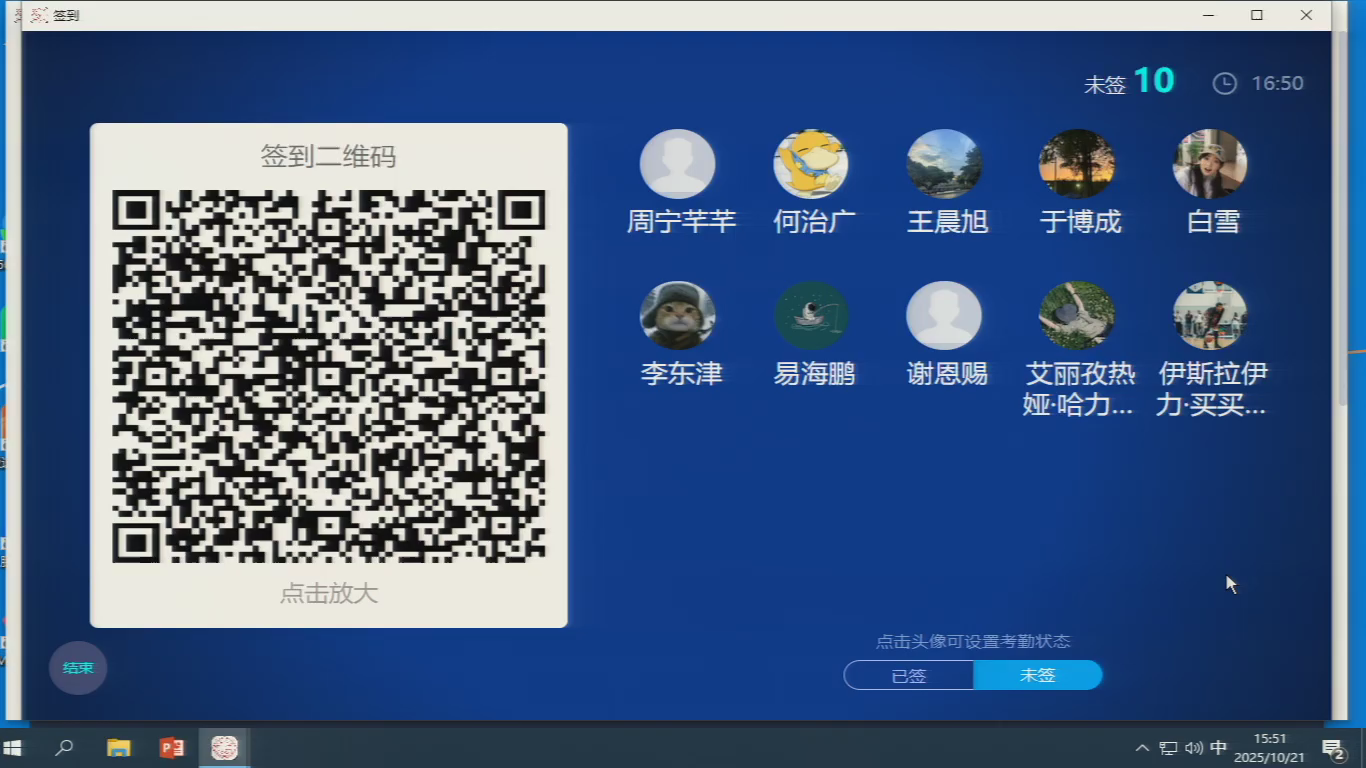 签到
未签 10
16:50
签到二维码
点击放大
周宁芊芊
何治广
王晨旭
于博成
白雪
李东津
易海鹏
谢恩赐
艾丽孜热
娅·哈力...
伊斯拉伊
力·买买...
点击头像可设置考勤状态
已签
未签
结束
中
15:51
2025/10/21
2